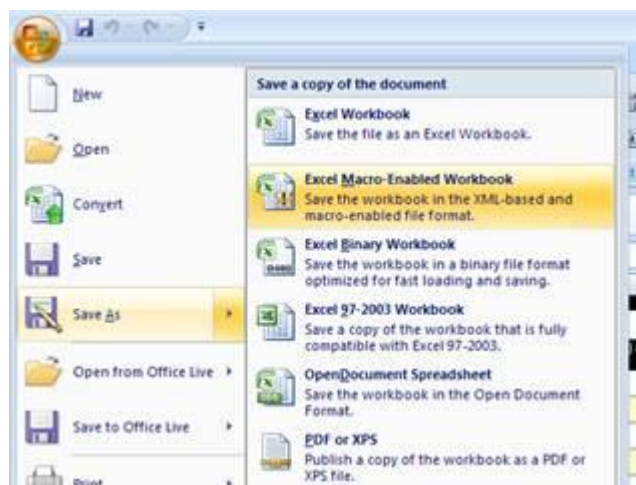 New
Open
Convert
Save
Save As
Open from Office Live
Save to Office Live
Print
Save a copy of the document
Excel Workbook
Save the file as an Excel Workbook.
Excel Macro-Enabled Workbook
Save the workbook in the XML-based and
macro-enabled file format.
Excel Binary Workbook
Save the workbook in a binary file format
optimized for fast loading and saving.
Excel 97-2003 Workbook
Save a copy of the workbook that is fully
compatible with Excel 97-2003.
OpenDocument Spreadsheet
Save the workbook in the Open Document
Format.
PDF or XPS
Publish a copy of the workbook as a PDF or
XPS file.